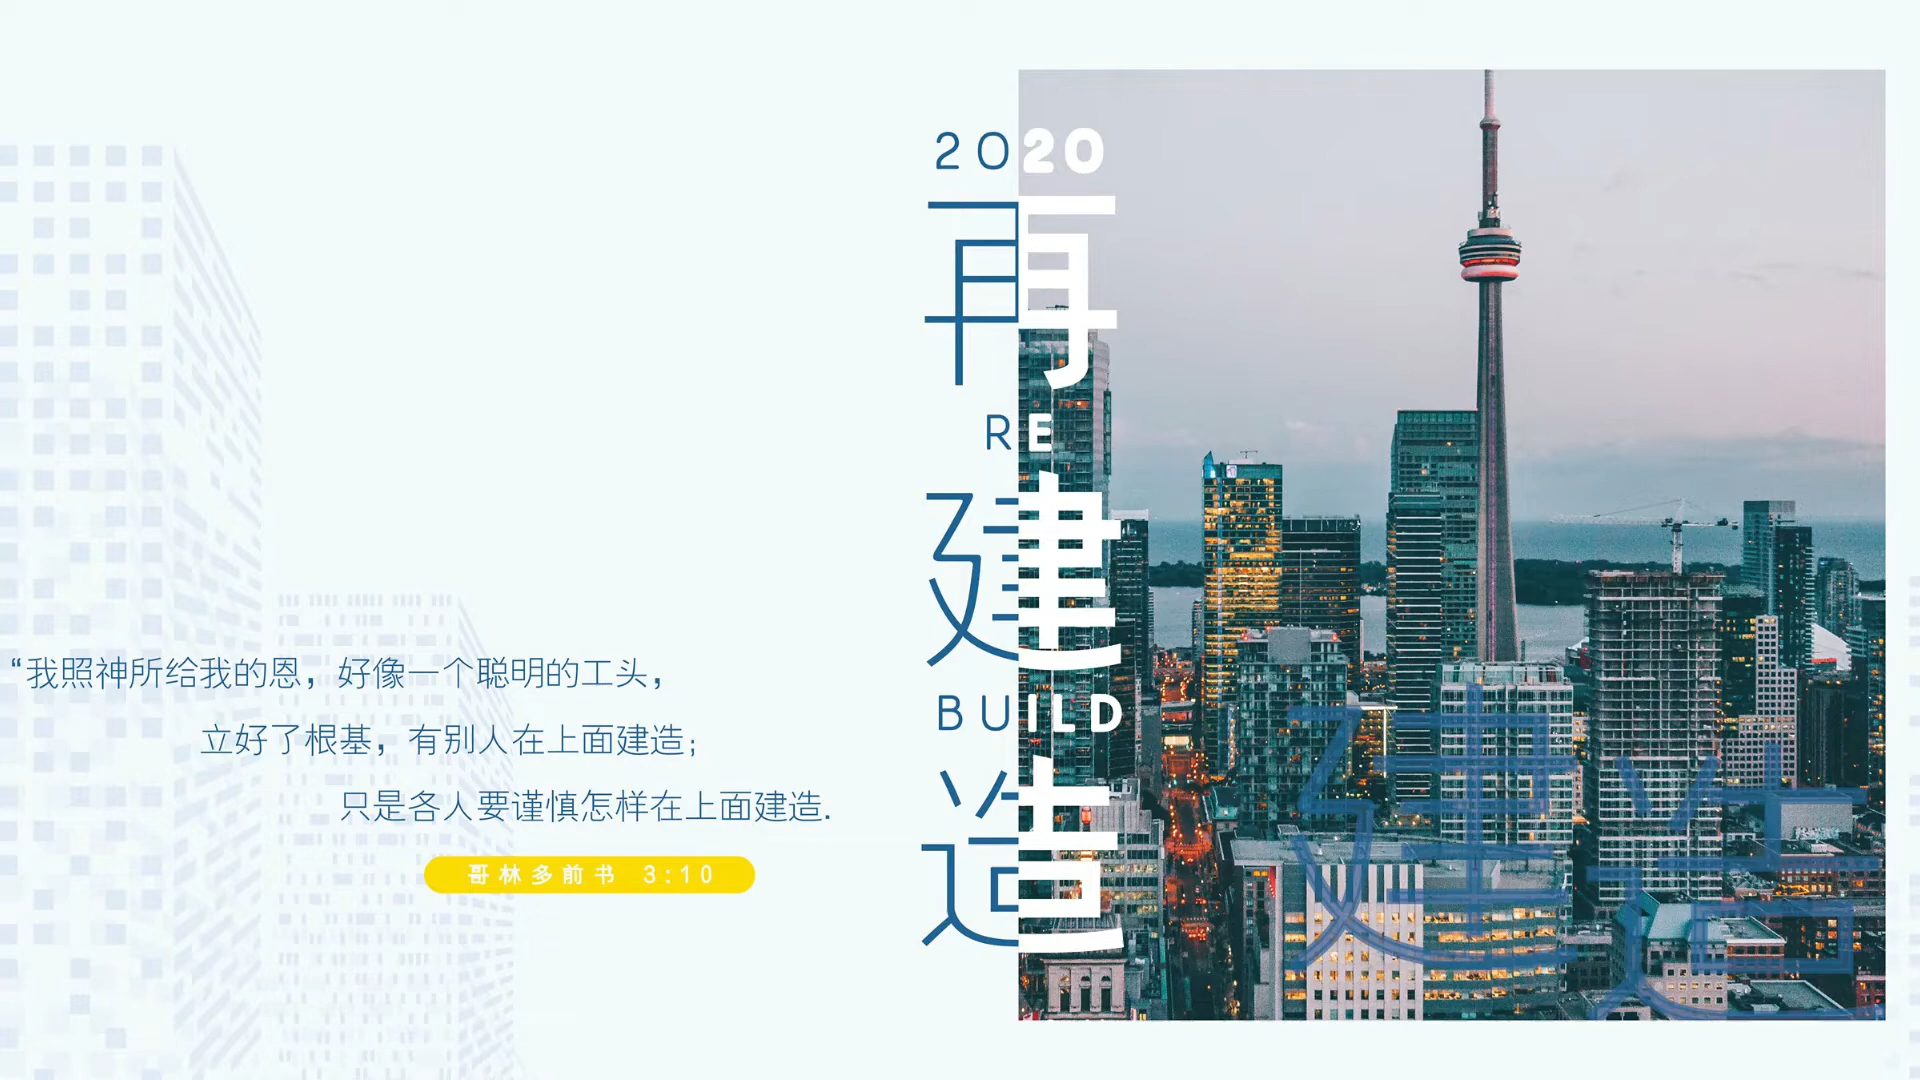 2020
再
RE
建
BUILD
造
“我照神所给我的恩，好像一个聪明的工头，
立好了根基，有别人在上面建造；
只是各人要谨慎怎样在上面建造.
哥林多前书 3:10
建造